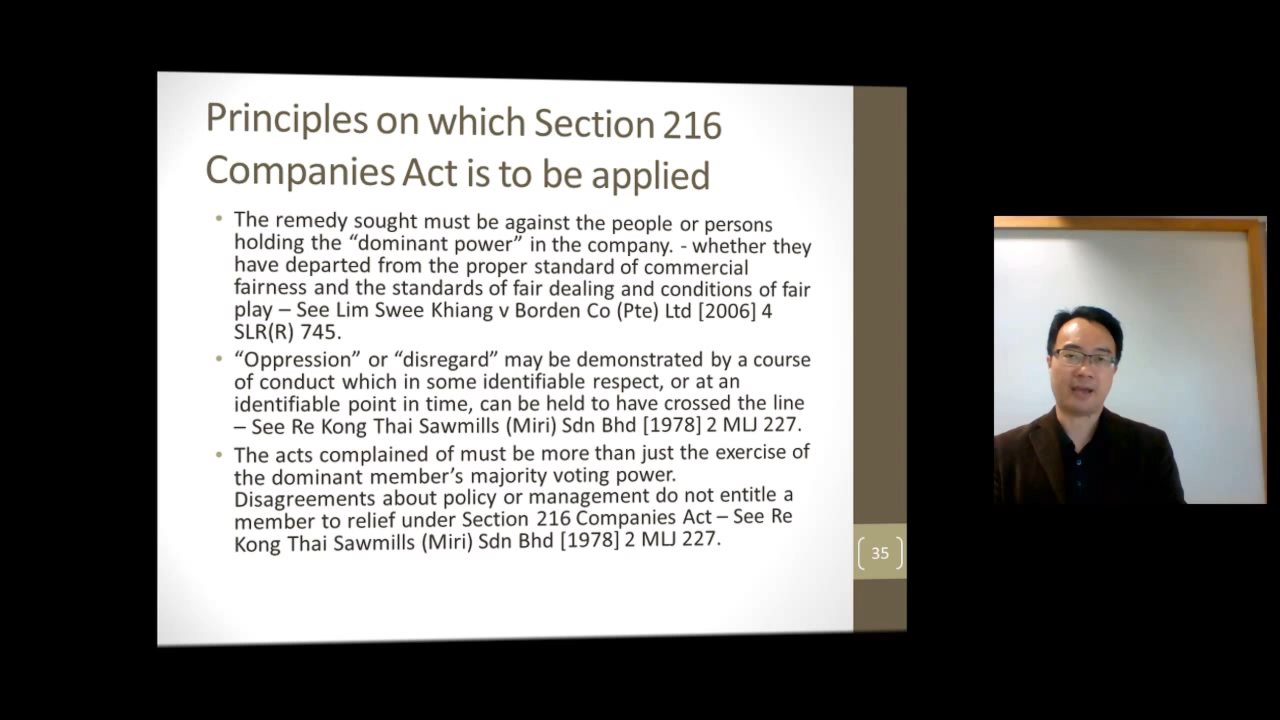 Principles on which Section 216
Companies Act is to be applied
• The remedy sought must be against the people or persons
holding the “dominant power” in the company. - whether they
have departed from the proper standard of commercial
fairness and the standards of fair dealing and conditions of fair
play – See Lim Swee Khiang v Borden Co (Pte) Ltd [2006] 4
SLR(R) 745.
• “Oppression” or “disregard” may be demonstrated by a course
of conduct which in some identifiable respect, or at an
identifiable point in time, can be held to have crossed the line
– See Re Kong Thai Sawmills (Miri) Sdn Bhd [1978] 2 MLJ 227.
• The acts complained of must be more than just the exercise of
the dominant member’s majority voting power.
Disagreements about policy or management do not entitle a
member to relief under Section 216 Companies Act – See Re
Kong Thai Sawmills (Miri) Sdn Bhd [1978] 2 MLJ 227.
35